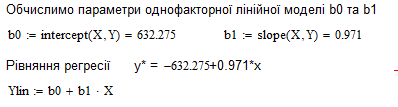 Обчислимо параметри однофакторної лінійної моделі b0 та b1
b0 := intercept(X,Y) = 632.275 b1 := slope(X,Y) = 0.971
Рівняння регресії y* = −632.275+0.971*x
Ylin := b0 + b1 · X